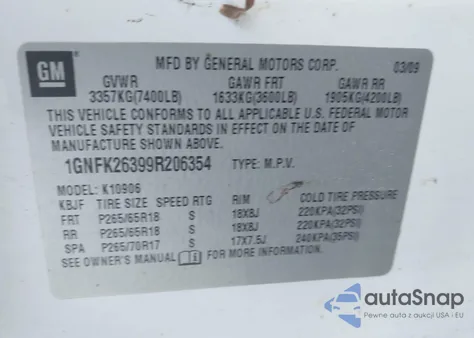 GM
MFD BY GENERAL MOTORS CORP.
03/09
GVWR GAWR FRT GAWR RR
3357KG(7400LB) 1633KG(3600LB) 1905KG(4200LB)
THIS VEHICLE CONFORMS TO ALL APPLICABLE U.S. FEDERAL MOTOR
VEHICLE SAFETY STANDARDS IN EFFECT ON THE DATE OF
MANUFACTURE SHOWN ABOVE.
1GNFK26399R206354 TYPE: M.P.V.
MODEL: K10906
KBJF TIRE SIZE SPEED RTG RIM COLD TIRE PRESSURE
FRT P265/65R18 S 18X8J 220KPA(32PSI)
RR P265/65R18 S 18X8J 220KPA(32PSI)
SPA P265/70R17 S 17X7.5J 240KPA(35PSI)
SEE OWNER'S MANUAL i FOR MORE INFORMATION.
autoSnap
Pewne auta z aukcji USA i EU